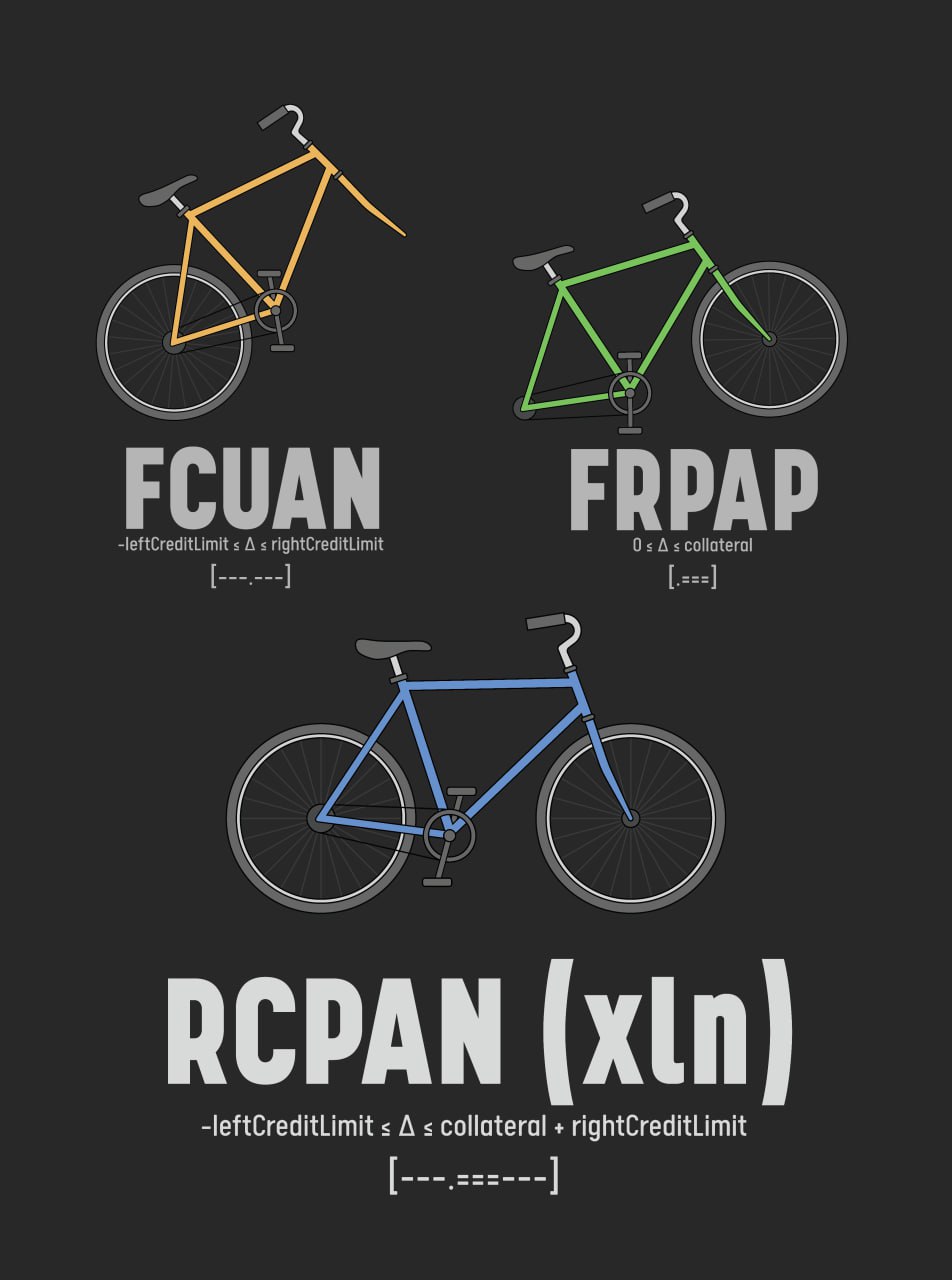 FCUAN
-leftCreditLimit ≤ Δ ≤ rightCreditLimit
[---.---]
FRPAP
0 ≤ Δ ≤ collateral
[.===]
RCPAN (xln)
-leftCreditLimit ≤ Δ ≤ collateral + rightCreditLimit
[---.===---]